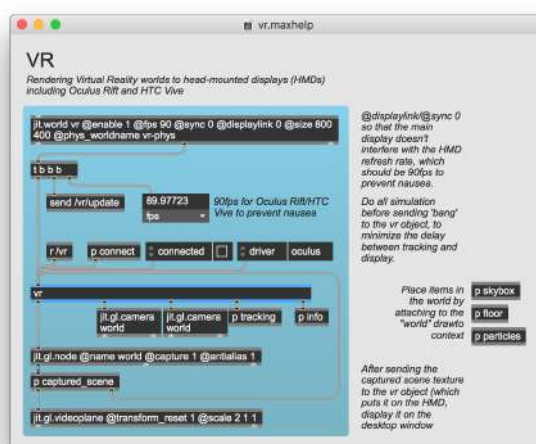 vr.maxhelp
VR
Rendering Virtual Reality worlds to head-mounted displays (HMDs)
including Oculus Rift and HTC Vive
jit.world vr @enable 1 @fps 90 @sync 0 @displaylink 0 @size 800
400 @phys_worldname vr-phys
t b b b
send /vr/update
89.97723
fps
90fps for Oculus Rift/HTC
Vive to prevent nausea
r /vr
p connect
connected
driver
oculus
vr
jit.gl.camera
world
jit.gl.camera
world
p tracking
p info
jit.gl.node @name world @capture 1 @antialias 1
p captured_scene
jit.gl.videoplane @transform_reset 1 @scale 2 1 1
@displaylink/@sync 0
so that the main
display doesn't
interfere with the HMD
refresh rate, which
should be 90fps to
prevent nausea.
Do all simulation
before sending 'bang'
to the vr object, to
minimize the delay
between tracking and
display.
Place items in
the world by
attaching to the
"world" drawto
context
p skybox
p floor
p particles
After sending the
captured scene texture
to the vr object (which
puts it on the HMD,
display it on the
desktop window